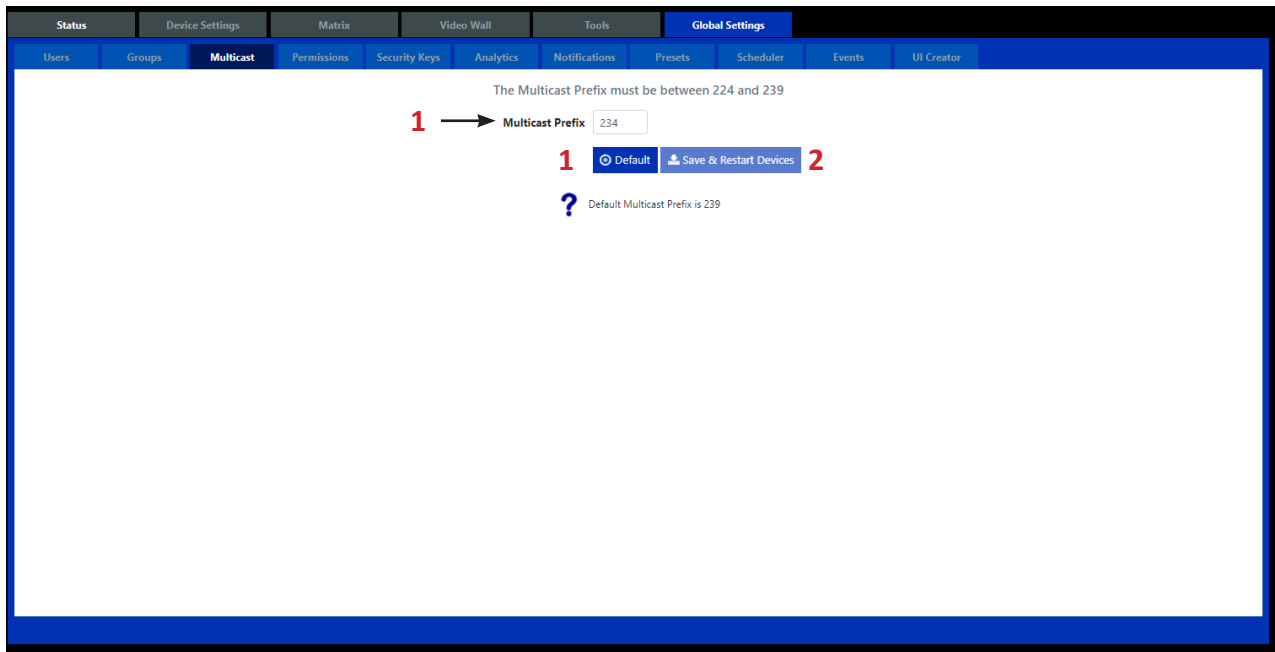 Status Device Settings Matrix Video Wall Tools Global Settings
Users Groups Multicast Permissions Security Keys Analytics Notifications Presets Scheduler Events UI Creator
The Multicast Prefix must be between 224 and 239
1 Multicast Prefix 234
1 Default Save & Restart Devices 2
? Default Multicast Prefix is 239